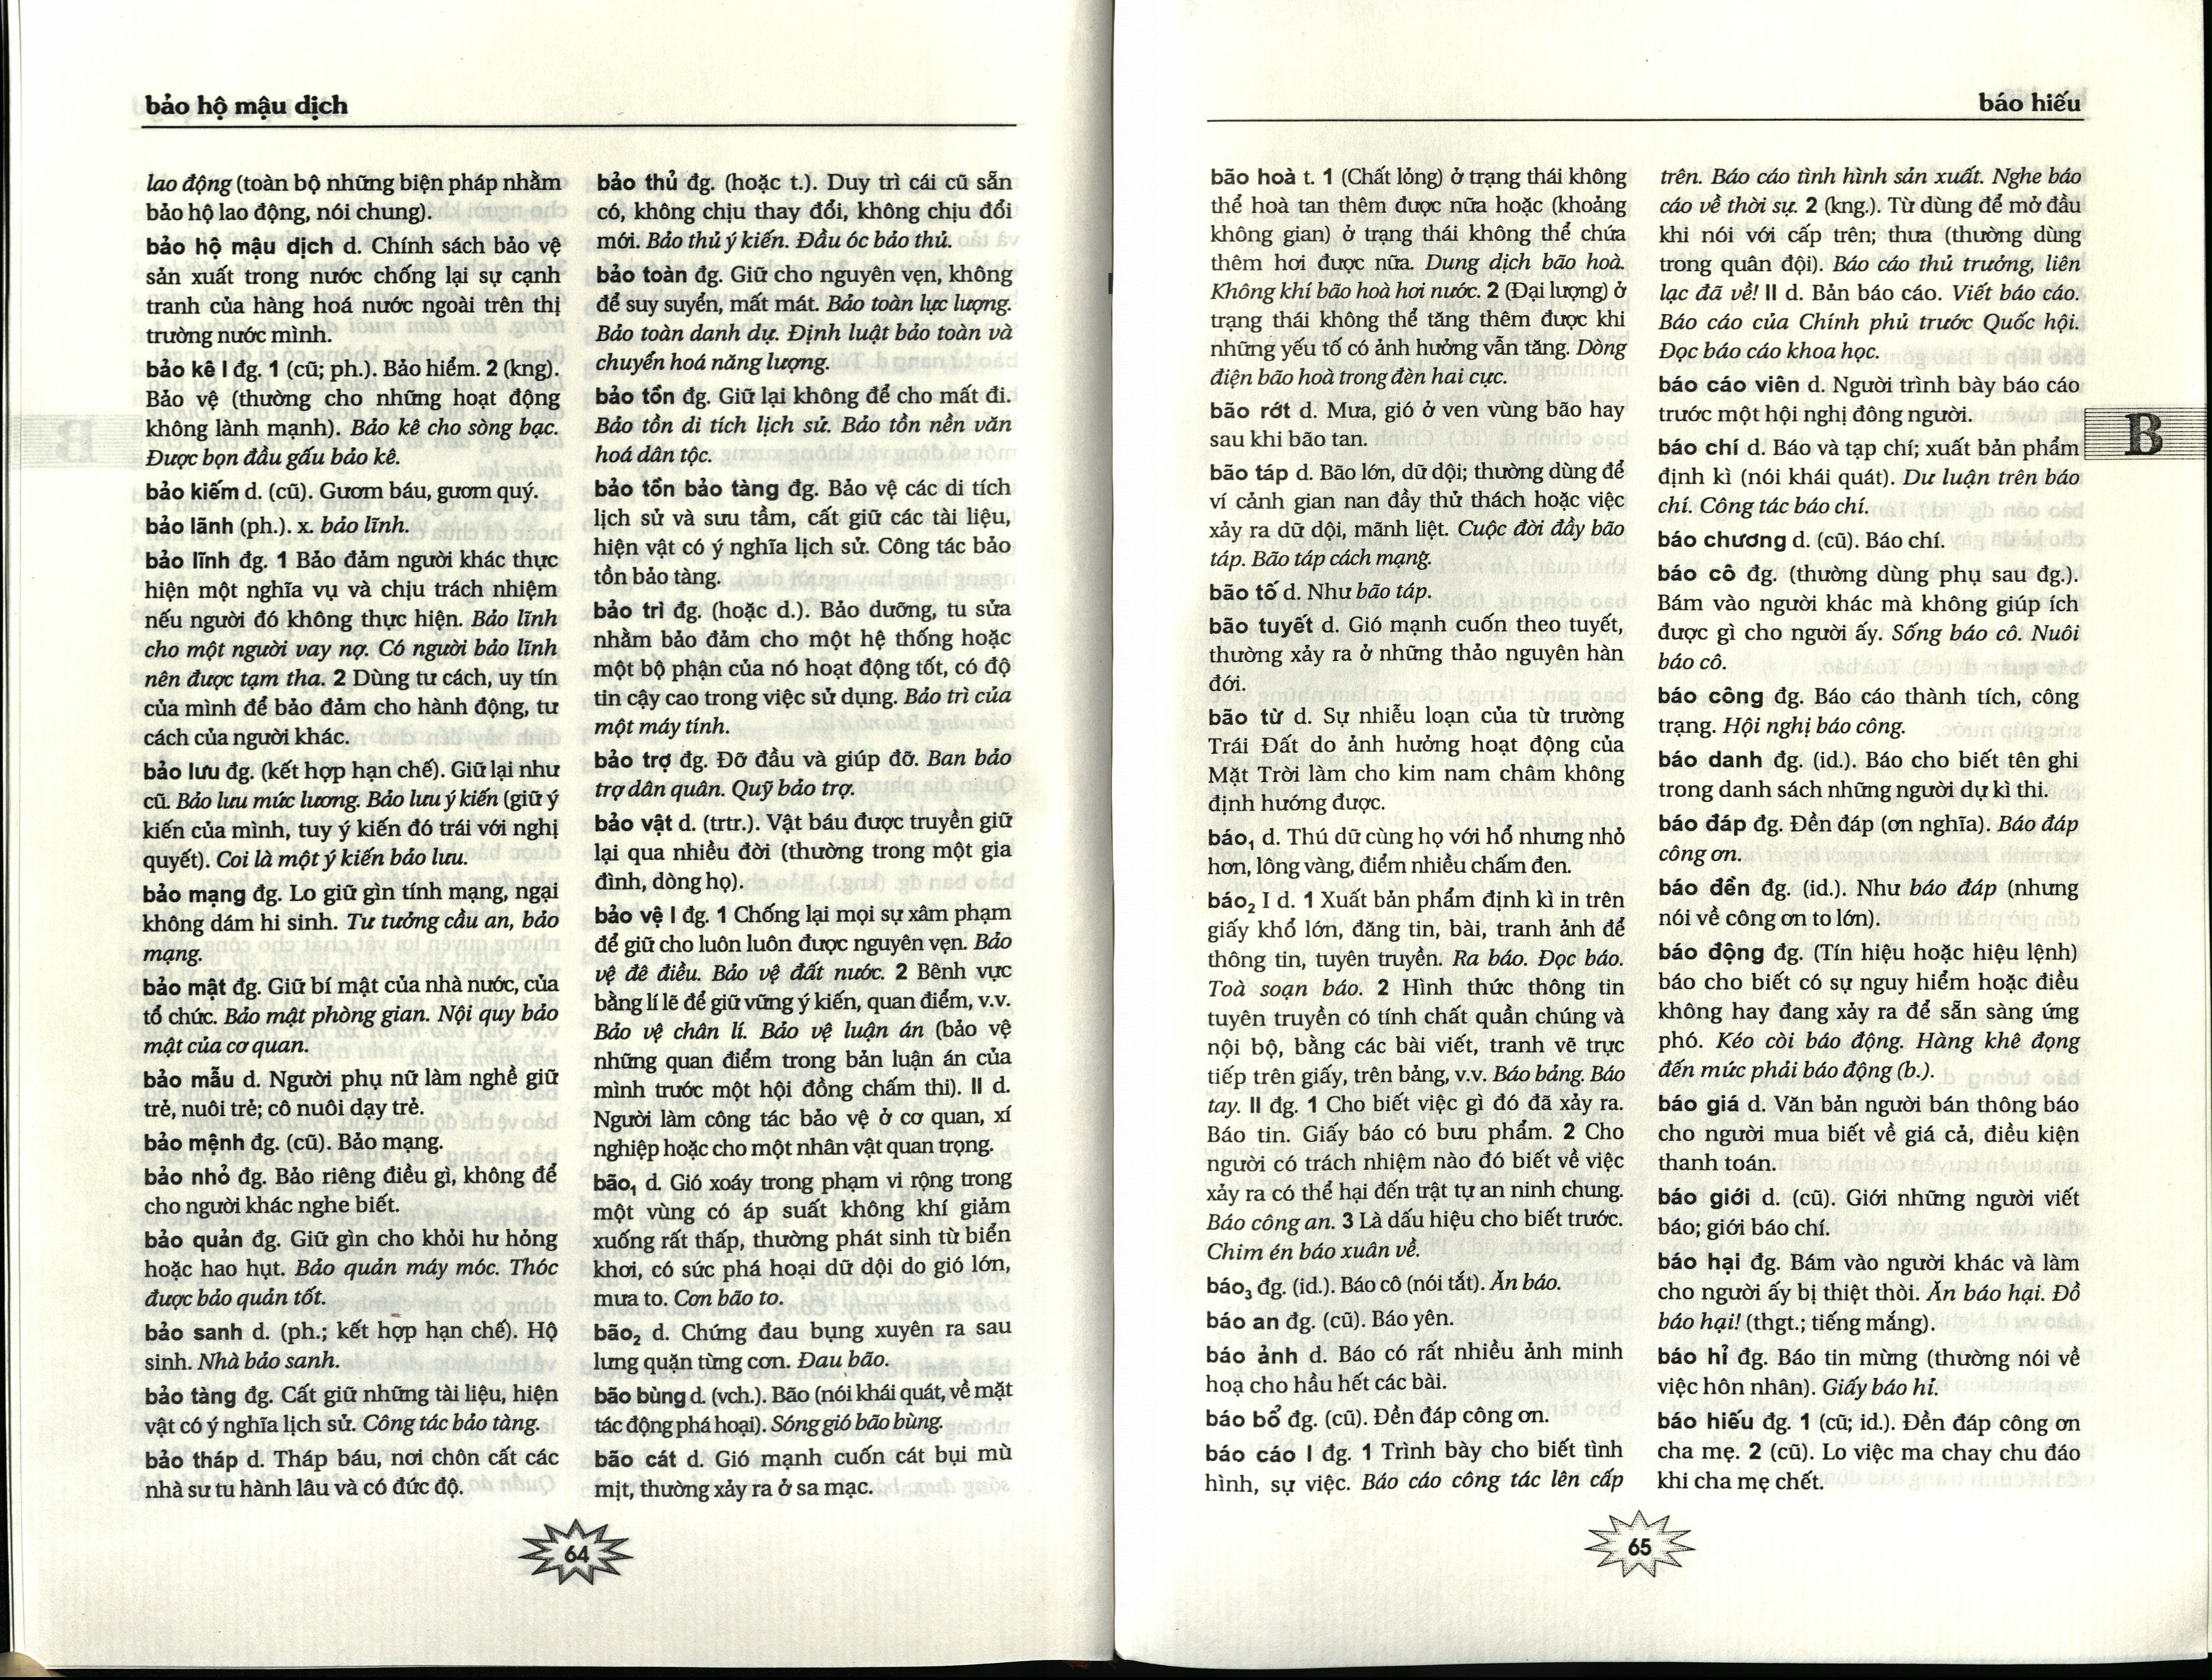 bảo hộ mậu dịch
lao động (toàn bộ những biện pháp nhằm
bảo hộ lao động, nói chung).
bảo hộ mậu dịch d. Chính sách bảo vệ
sản xuất trong nước chống lại sự cạnh
tranh của hàng hoá nước ngoài trên thị
trường nước mình.
bảo kê I đg. 1 (cũ; ph.). Bảo hiểm. 2 (kng).
Bảo vệ (thường cho những hoạt động
không lành mạnh). Bảo kê cho sòng bạc.
Được bọn đầu gấu bảo kê.
bảo kiếm d. (cũ). Gươm báu, gươm quý.
bảo lãnh (ph.). x. bảo lĩnh.
bảo lĩnh đg. 1 Bảo đảm người khác thực
hiện một nghĩa vụ và chịu trách nhiệm
nếu người đó không thực hiện. Bảo lĩnh
cho một người vay nợ. Có người bảo lĩnh
nên được tạm tha. 2 Dùng tư cách, uy tín
của mình để bảo đảm cho hành động, tư
cách của người khác.
bảo lưu đg. (kết hợp hạn chế). Giữ lại như
cũ. Bảo lưu mức lương. Bảo lưu ý kiến (giữ ý
kiến của mình, tuy ý kiến đó trái với nghị
quyết). Coi là một ý kiến bảo lưu.
bảo mạng đg. Lo giữ gìn tính mạng, ngại
không dám hi sinh. Tư tưởng cầu an, bảo
mạng.
bảo mật đg. Giữ bí mật của nhà nước, của
tổ chức. Bảo mật phòng gian. Nội quy bảo
mật của cơ quan.
bảo mẫu d. Người phụ nữ làm nghề giữ
trẻ, nuôi trẻ; cô nuôi dạy trẻ.
bảo mệnh đg. (cũ). Bảo mạng.
bảo nhỏ đg. Bảo riêng điều gì, không để
cho người khác nghe biết.
bảo quản đg. Giữ gìn cho khỏi hư hỏng
hoặc hao hụt. Bảo quản máy móc. Thóc
được bảo quản tốt.
bảo sanh d. (ph.; kết hợp hạn chế). Hộ
sinh. Nhà bảo sanh.
bảo tàng đg. Cất giữ những tài liệu, hiện
vật có ý nghĩa lịch sử. Công tác bảo tàng.
bảo tháp d. Tháp báu, nơi chôn cất các
nhà sư tu hành lâu và có đức độ.
bảo thủ đg. (hoặc t.). Duy trì cái cũ sẵn
có, không chịu thay đổi, không chịu đổi
mới. Bảo thủ ý kiến. Đầu óc bảo thủ.
bảo toàn đg. Giữ cho nguyên vẹn, không
để suy suyển, mất mát. Bảo toàn lực lượng.
Bảo toàn danh dự. Định luật bảo toàn và
chuyển hoá năng lượng.
bảo tồn đg. Giữ lại không để cho mất đi.
Bảo tồn di tích lịch sử. Bảo tồn nền văn
hoá dân tộc.
bảo tồn bảo tàng đg. Bảo vệ các di tích
lịch sử và sưu tầm, cất giữ các tài liệu,
hiện vật có ý nghĩa lịch sử. Công tác bảo
tồn bảo tàng.
bảo trì đg. (hoặc d.). Bảo dưỡng, tu sửa
nhằm bảo đảm cho một hệ thống hoặc
một bộ phận của nó hoạt động tốt, có độ
tin cậy cao trong việc sử dụng. Bảo trì của
một máy tính.
bảo trợ đg. Đỡ đầu và giúp đỡ. Ban bảo
trợ dân quân. Quỹ bảo trợ.
bảo vật d. (trtr.). Vật báu được truyền giữ
lại qua nhiều đời (thường trong một gia
đình, dòng họ).
bảo vệ I đg. 1 Chống lại mọi sự xâm phạm
để giữ cho luôn luôn được nguyên vẹn. Bảo
vệ đê điều. Bảo vệ đất nước. 2 Bênh vực
bằng lí lẽ để giữ vững ý kiến, quan điểm, v.v.
Bảo vệ chân lí. Bảo vệ luận án (bảo vệ
những quan điểm trong bản luận án của
mình trước một hội đồng chấm thi). II d.
Người làm công tác bảo vệ ở cơ quan, xí
nghiệp hoặc cho một nhân vật quan trọng.
bão₁ d. Gió xoáy trong phạm vi rộng trong
một vùng có áp suất không khí giảm
xuống rất thấp, thường phát sinh từ biển
khơi, có sức phá hoại dữ dội do gió lớn,
mưa to. Cơn bão to.
bão₂ d. Chứng đau bụng xuyên ra sau
lưng quặn từng cơn. Đau bão.
bão bùng d. (vch.). Bão (nói khái quát, về mặt
tác động phá hoại). Sóng gió bão bùng.
bão cát d. Gió mạnh cuốn cát bụi mù
mịt, thường xảy ra ở sa mạc.
64
báo hiếu
bão hoà t. 1 (Chất lỏng) ở trạng thái không
thể hoà tan thêm được nữa hoặc (khoảng
không gian) ở trạng thái không thể chứa
thêm hơi được nữa. Dung dịch bão hoà.
Không khí bão hoà hơi nước. 2 (Đại lượng) ở
trạng thái không thể tăng thêm được khi
những yếu tố có ảnh hưởng vẫn tăng. Dòng
điện bão hoà trong đèn hai cực.
bão rớt d. Mưa, gió ở ven vùng bão hay
sau khi bão tan.
bão táp d. Bão lớn, dữ dội; thường dùng để
ví cảnh gian nan đầy thử thách hoặc việc
xảy ra dữ dội, mãnh liệt. Cuộc đời đầy bão
táp. Bão táp cách mạng.
bão tố d. Như bão táp.
bão tuyết d. Gió mạnh cuốn theo tuyết,
thường xảy ra ở những thảo nguyên hàn
đới.
bão từ d. Sự nhiễu loạn của từ trường
Trái Đất do ảnh hưởng hoạt động của
Mặt Trời làm cho kim nam châm không
định hướng được.
báo₁ d. Thú dữ cùng họ với hổ nhưng nhỏ
hơn, lông vàng, điểm nhiều chấm đen.
báo₂ I d. 1 Xuất bản phẩm định kì in trên
giấy khổ lớn, đăng tin, bài, tranh ảnh để
thông tin, tuyên truyền. Ra báo. Đọc báo.
Toà soạn báo. 2 Hình thức thông tin
tuyên truyền có tính chất quần chúng và
nội bộ, bằng các bài viết, tranh vẽ trực
tiếp trên giấy, trên bảng, v.v. Báo bảng. Báo
tay. II đg. 1 Cho biết việc gì đó đã xảy ra.
Báo tin. Giấy báo có bưu phẩm. 2 Cho
người có trách nhiệm nào đó biết về việc
xảy ra có thể hại đến trật tự an ninh chung.
Báo công an. 3 Là dấu hiệu cho biết trước.
Chim én báo xuân về.
báo₃ đg. (id.). Báo cô (nói tắt). Ăn báo.
báo an đg. (cũ). Báo yên.
báo ảnh d. Báo có rất nhiều ảnh minh
hoạ cho hầu hết các bài.
báo bổ đg. (cũ). Đền đáp công ơn.
báo cáo I đg. 1 Trình bày cho biết tình
hình, sự việc. Báo cáo công tác lên cấp
trên. Báo cáo tình hình sản xuất. Nghe báo
cáo về thời sự. 2 (kng.). Từ dùng để mở đầu
khi nói với cấp trên; thưa (thường dùng
trong quân đội). Báo cáo thủ trưởng, liên
lạc đã về! II d. Bản báo cáo. Viết báo cáo.
Báo cáo của Chính phủ trước Quốc hội.
Đọc báo cáo khoa học.
báo cáo viên d. Người trình bày báo cáo
trước một hội nghị đông người.
báo chí d. Báo và tạp chí; xuất bản phẩm
định kì (nói khái quát). Dư luận trên báo
chí. Công tác báo chí.
báo chương d. (cũ). Báo chí.
báo cô đg. (thường dùng phụ sau đg.).
Bám vào người khác mà không giúp ích
được gì cho người ấy. Sống báo cô. Nuôi
báo cô.
báo công đg. Báo cáo thành tích, công
trạng. Hội nghị báo công.
báo danh đg. (id.). Báo cho biết tên ghi
trong danh sách những người dự kì thi.
báo đáp đg. Đền đáp (ơn nghĩa). Báo đáp
công ơn.
báo đền đg. (id.). Như báo đáp (nhưng
nói về công ơn to lớn).
báo động đg. (Tín hiệu hoặc hiệu lệnh)
báo cho biết có sự nguy hiểm hoặc điều
không hay đang xảy ra để sẵn sàng ứng
phó. Kéo còi báo động. Hàng khê đọng
đến mức phải báo động (b.).
báo giá d. Văn bản người bán thông báo
cho người mua biết về giá cả, điều kiện
thanh toán.
báo giới d. (cũ). Giới những người viết
báo; giới báo chí.
báo hại đg. Bám vào người khác và làm
cho người ấy bị thiệt thòi. Ăn báo hại. Đồ
báo hại! (thgt.; tiếng mắng).
báo hỉ đg. Báo tin mừng (thường nói về
việc hôn nhân). Giấy báo hỉ.
báo hiếu đg. 1 (cũ; id.). Đền đáp công ơn
cha mẹ. 2 (cũ). Lo việc ma chay chu đáo
khi cha mẹ chết.
B
65